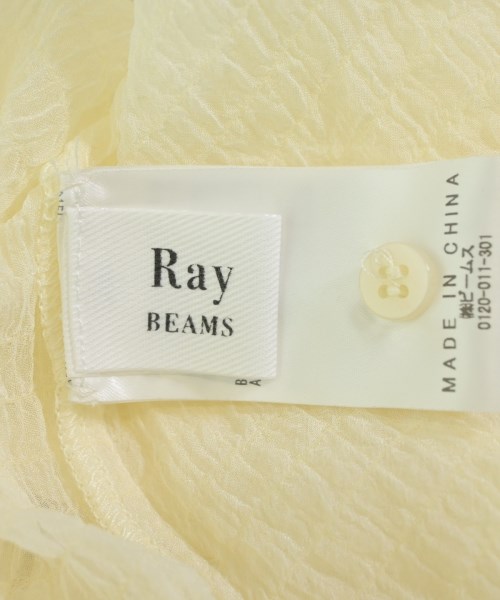 Ray
BEAMS
MADE IN CHINA
㈱ビームス
0120-011-301
B
A